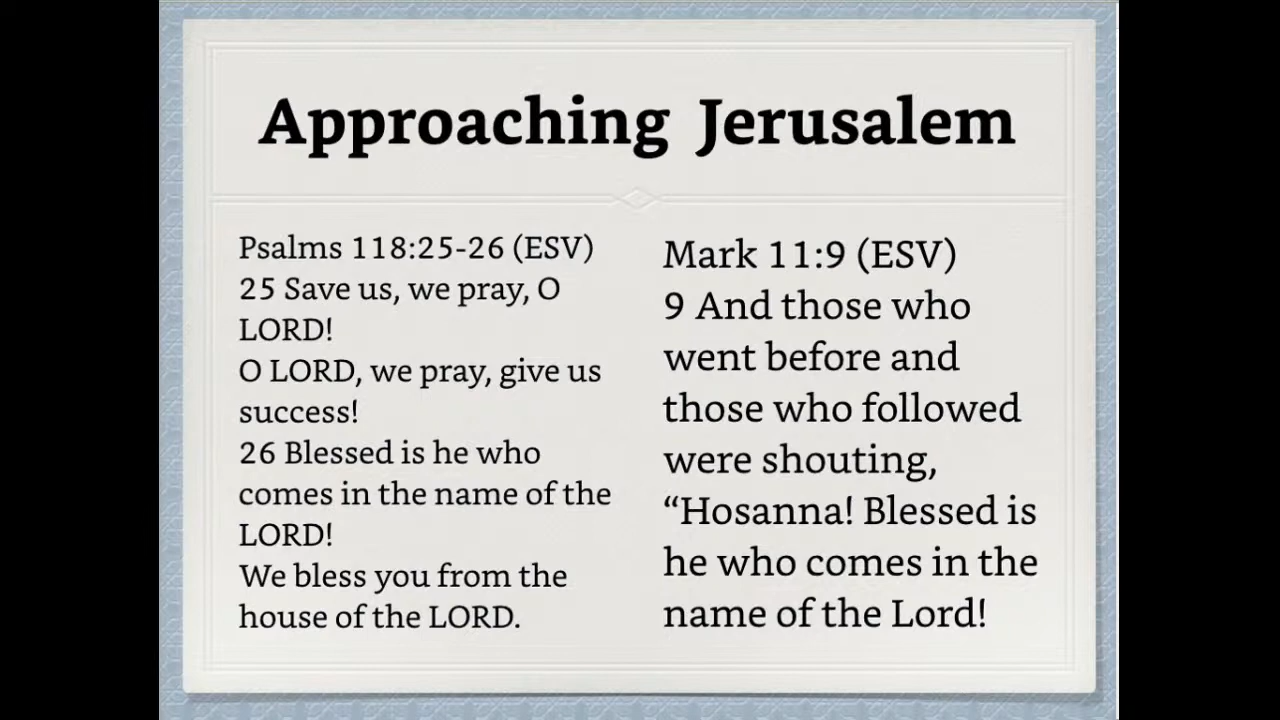 Approaching Jerusalem
Psalms 118:25-26 (ESV)
25 Save us, we pray, O
LORD!
O LORD, we pray, give us
success!
26 Blessed is he who
comes in the name of the
LORD!
We bless you from the
house of the LORD.
Mark 11:9 (ESV)
9 And those who
went before and
those who followed
were shouting,
“Hosanna! Blessed is
he who comes in the
name of the Lord!